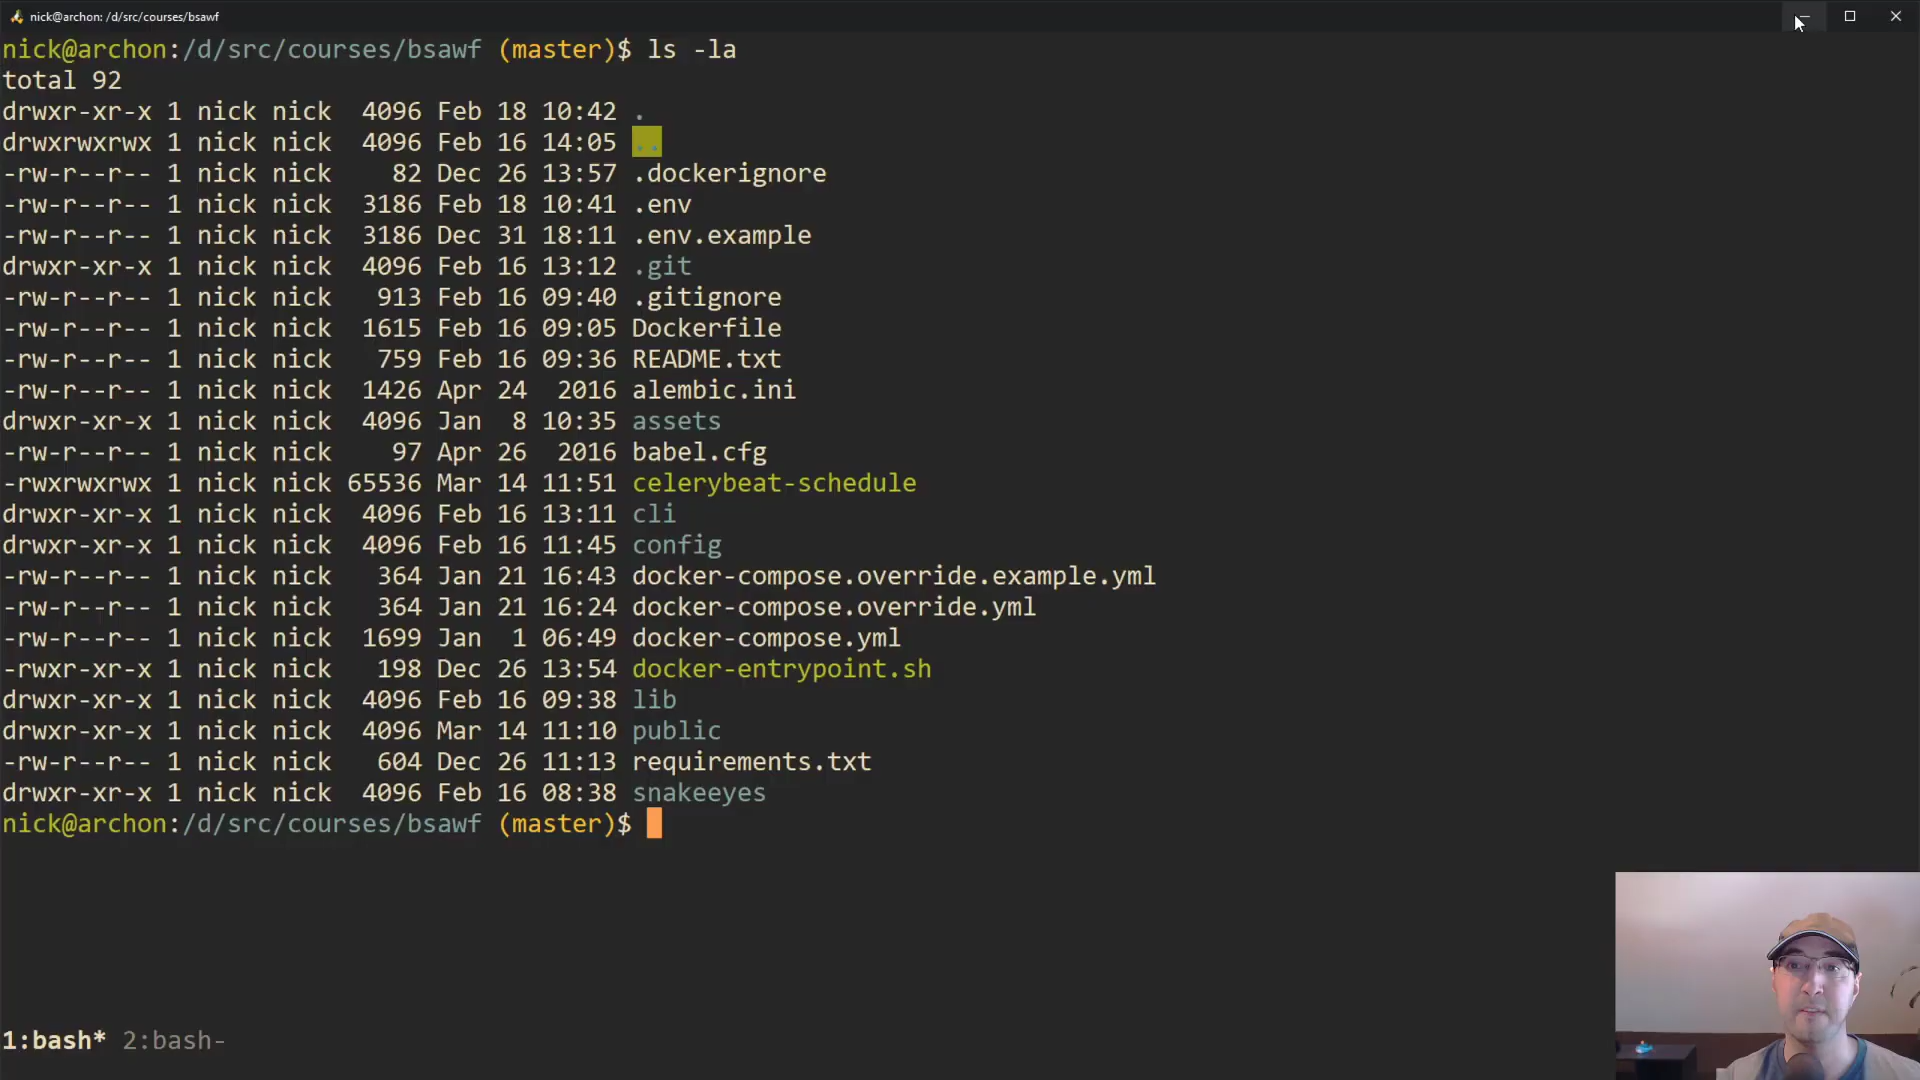 nick@archon: /d/src/courses/bsawf
nick@archon:/d/src/courses/bsawf (master)$ ls -la
total 92
drwxr-xr-x 1 nick nick  4096 Feb 18 10:42 .
drwxrwxrwx 1 nick nick  4096 Feb 16 14:05 ..
-rw-r--r-- 1 nick nick    82 Dec 26 13:57 .dockerignore
-rw-r--r-- 1 nick nick  3186 Feb 18 10:41 .env
-rw-r--r-- 1 nick nick  3186 Dec 31 18:11 .env.example
drwxr-xr-x 1 nick nick  4096 Feb 16 13:12 .git
-rw-r--r-- 1 nick nick   913 Feb 16 09:40 .gitignore
-rw-r--r-- 1 nick nick  1615 Feb 16 09:05 Dockerfile
-rw-r--r-- 1 nick nick   759 Feb 16 09:36 README.txt
-rw-r--r-- 1 nick nick  1426 Apr 24  2016 alembic.ini
drwxr-xr-x 1 nick nick  4096 Jan  8 10:35 assets
-rw-r--r-- 1 nick nick    97 Apr 26  2016 babel.cfg
-rwxrwxrwx 1 nick nick 65536 Mar 14 11:51 celerybeat-schedule
drwxr-xr-x 1 nick nick  4096 Feb 16 13:11 cli
drwxr-xr-x 1 nick nick  4096 Feb 16 11:45 config
-rw-r--r-- 1 nick nick   364 Jan 21 16:43 docker-compose.override.example.yml
-rw-r--r-- 1 nick nick   364 Jan 21 16:24 docker-compose.override.yml
-rw-r--r-- 1 nick nick  1699 Jan  1 06:49 docker-compose.yml
-rwxr-xr-x 1 nick nick   198 Dec 26 13:54 docker-entrypoint.sh
drwxr-xr-x 1 nick nick  4096 Feb 16 09:38 lib
drwxr-xr-x 1 nick nick  4096 Mar 14 11:10 public
-rw-r--r-- 1 nick nick   604 Dec 26 11:13 requirements.txt
drwxr-xr-x 1 nick nick  4096 Feb 16 08:38 snakeeyes
nick@archon:/d/src/courses/bsawf (master)$
1:bash* 2:bash-